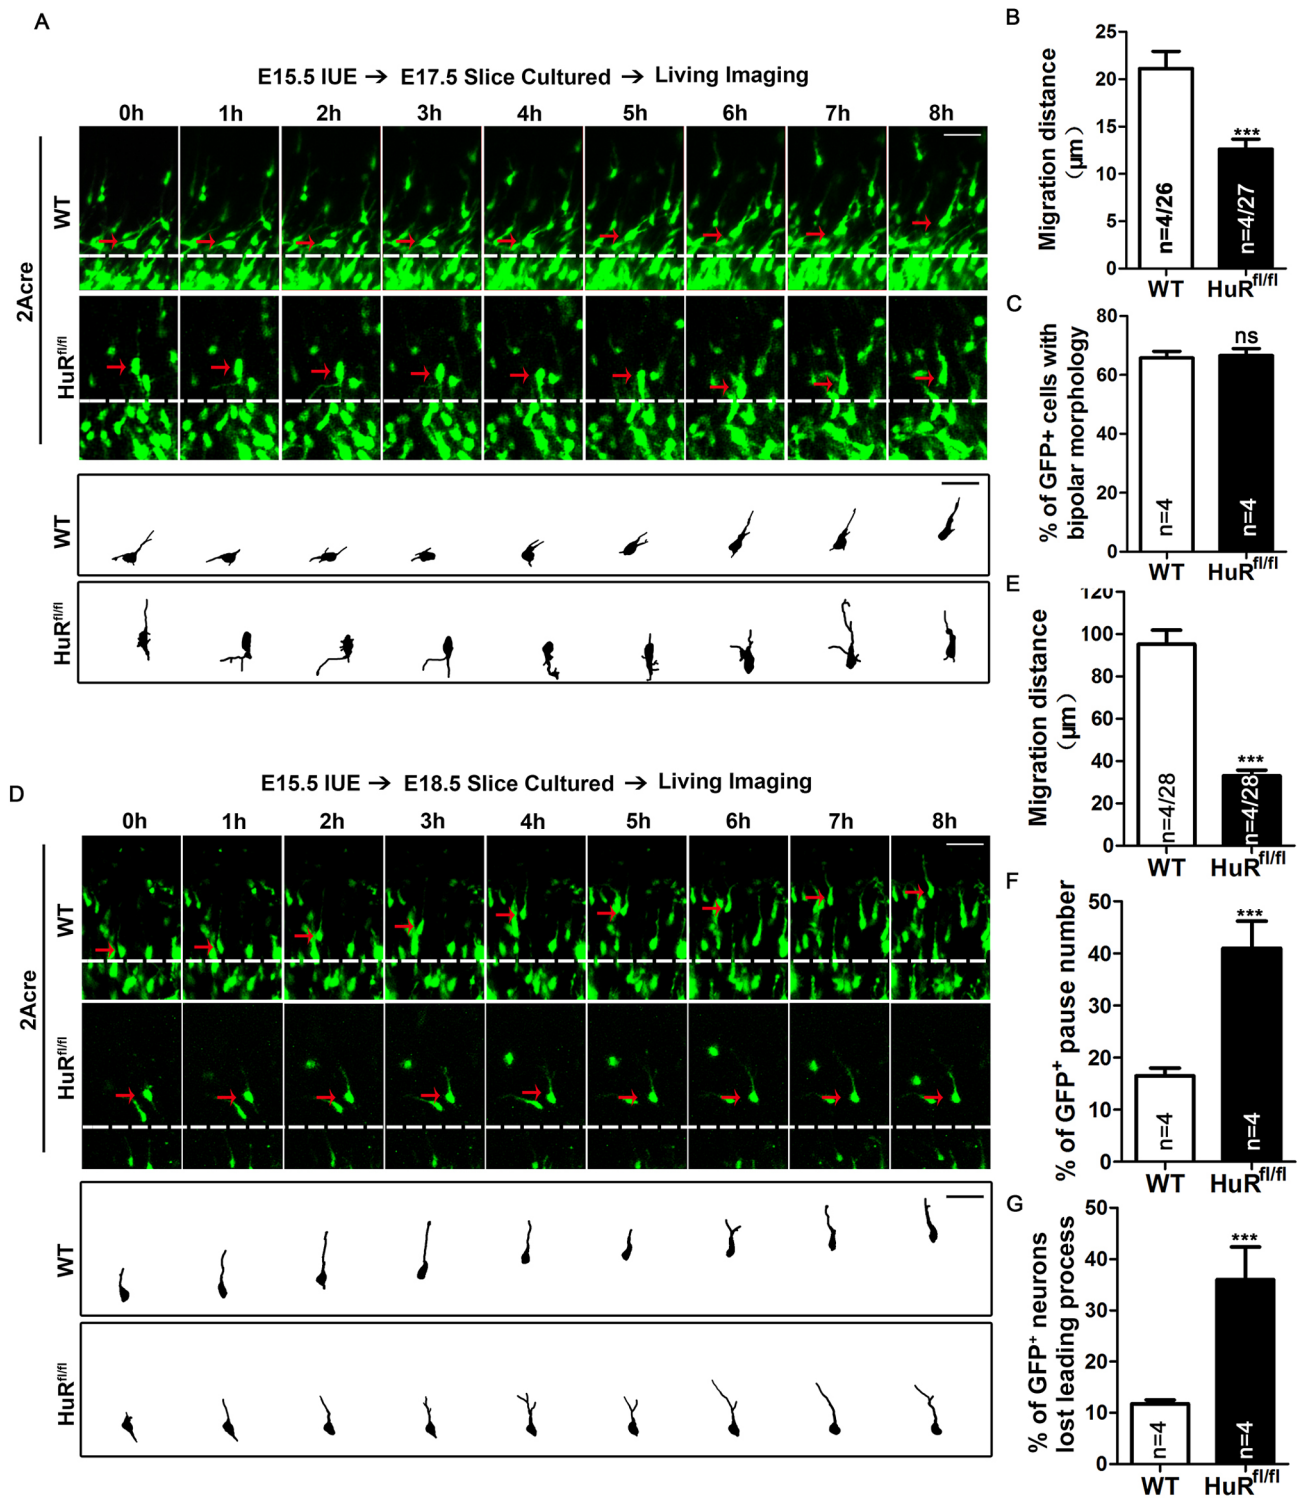 A
E15.5 IUE → E17.5 Slice Cultured → Living Imaging
0h 1h 2h 3h 4h 5h 6h 7h 8h
2Acre
WT
HuRfl/fl
WT
HuRfl/fl
B
Migration distance
(μm)
25
20
15
10
5
0
***
n=4/26
n=4/27
WT HuRfl/fl
C
% of GFP+ cells with
bipolar morphology
80
60
40
20
0
ns
n=4
n=4
WT HuRfl/fl
D
E15.5 IUE → E18.5 Slice Cultured → Living Imaging
0h 1h 2h 3h 4h 5h 6h 7h 8h
2Acre
WT
HuRfl/fl
WT
HuRfl/fl
E
Migration distance
(μm)
120
100
80
60
40
20
0
***
n=4/28
n=4/28
WT HuRfl/fl
F
% of GFP+ pause number
50
40
30
20
10
0
***
n=4
n=4
WT HuRfl/fl
G
% of GFP+ neurons
lost leading process
50
40
30
20
10
0
***
n=4
n=4
WT HuRfl/fl